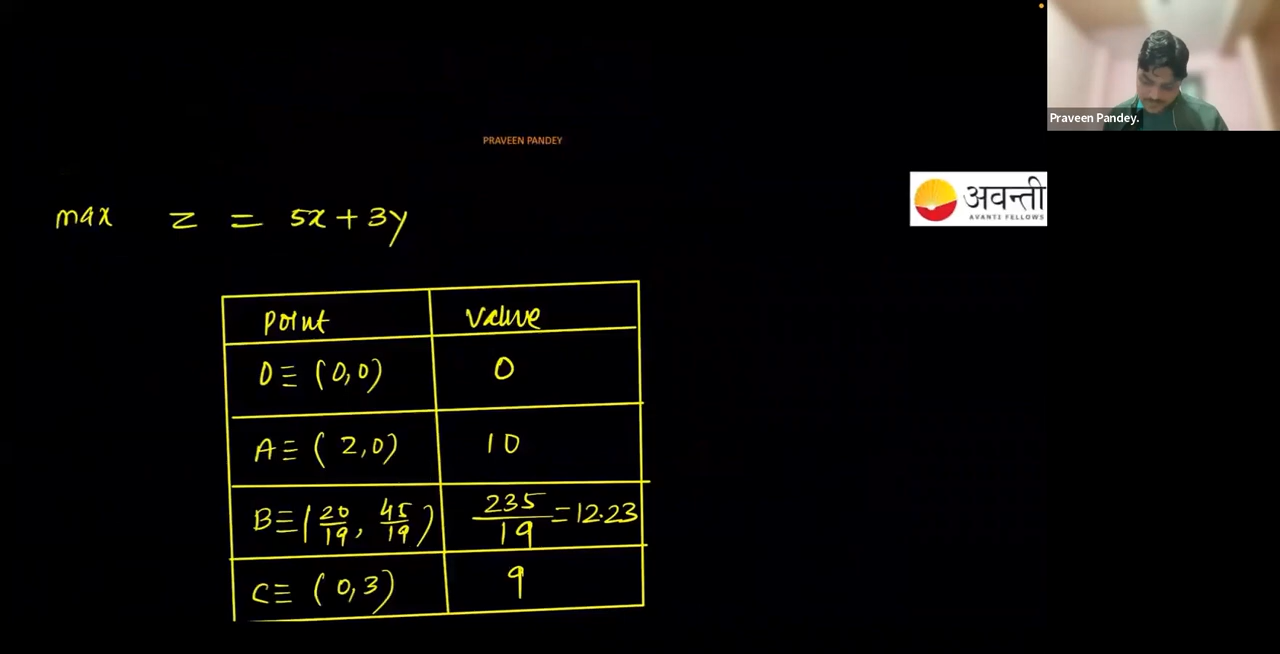 Praveen Pandey.
PRAVEEN PANDEY
अवन्ती
AVANTI FELLOWS
max z = 5x + 3y
Point Value
O ≡ (0,0) 0
A ≡ (2,0) 10
B ≡ (20/19, 45/19) 235/19 = 12.23
C ≡ (0,3) 9